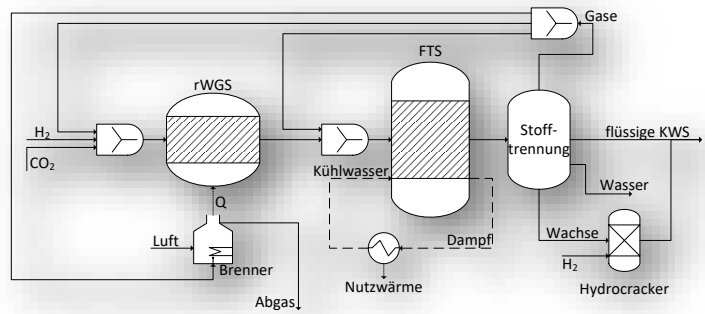 Gase
FTS
rWGS
H₂
CO₂
Stoff-
trennung
flüssige KWS
Kühlwasser
Wasser
Q
Luft
Dampf
Wachse
Brenner
H₂
Nutzwärme
Hydrocracker
Abgas